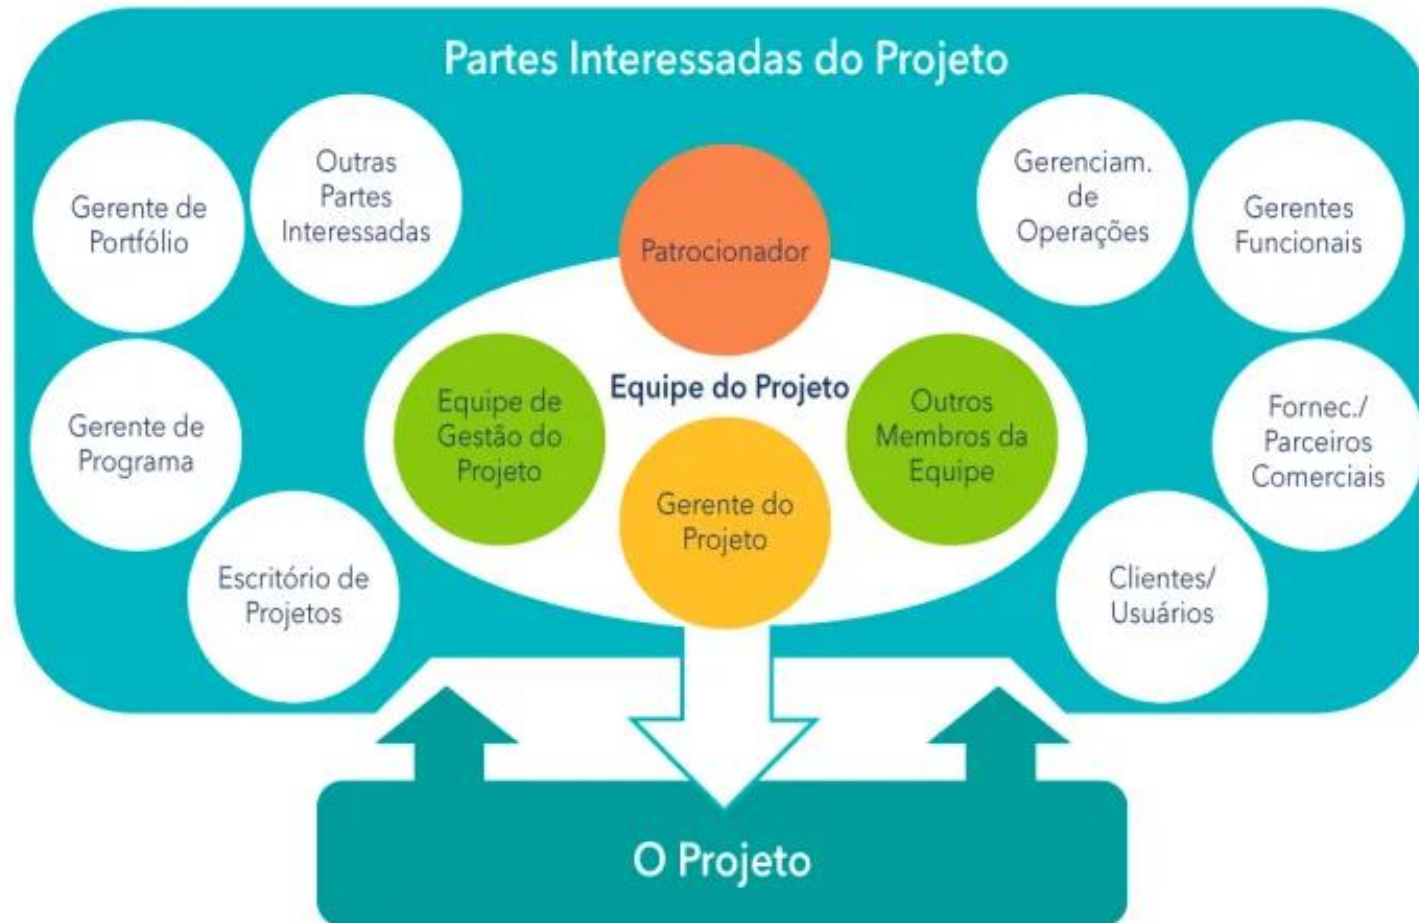 Partes Interessadas do Projeto
Gerente de
Portfólio
Outras
Partes
Interessadas
Patrocionador
Gerenciam.
de
Operações
Gerentes
Funcionais
Gerente de
Programa
Equipe de
Gestão do
Projeto
Equipe do Projeto
Gerente do
Projeto
Outros
Membros da
Equipe
Fornec./
Parceiros
Comerciais
Escritório de
Projetos
Clientes/
Usuários
O Projeto